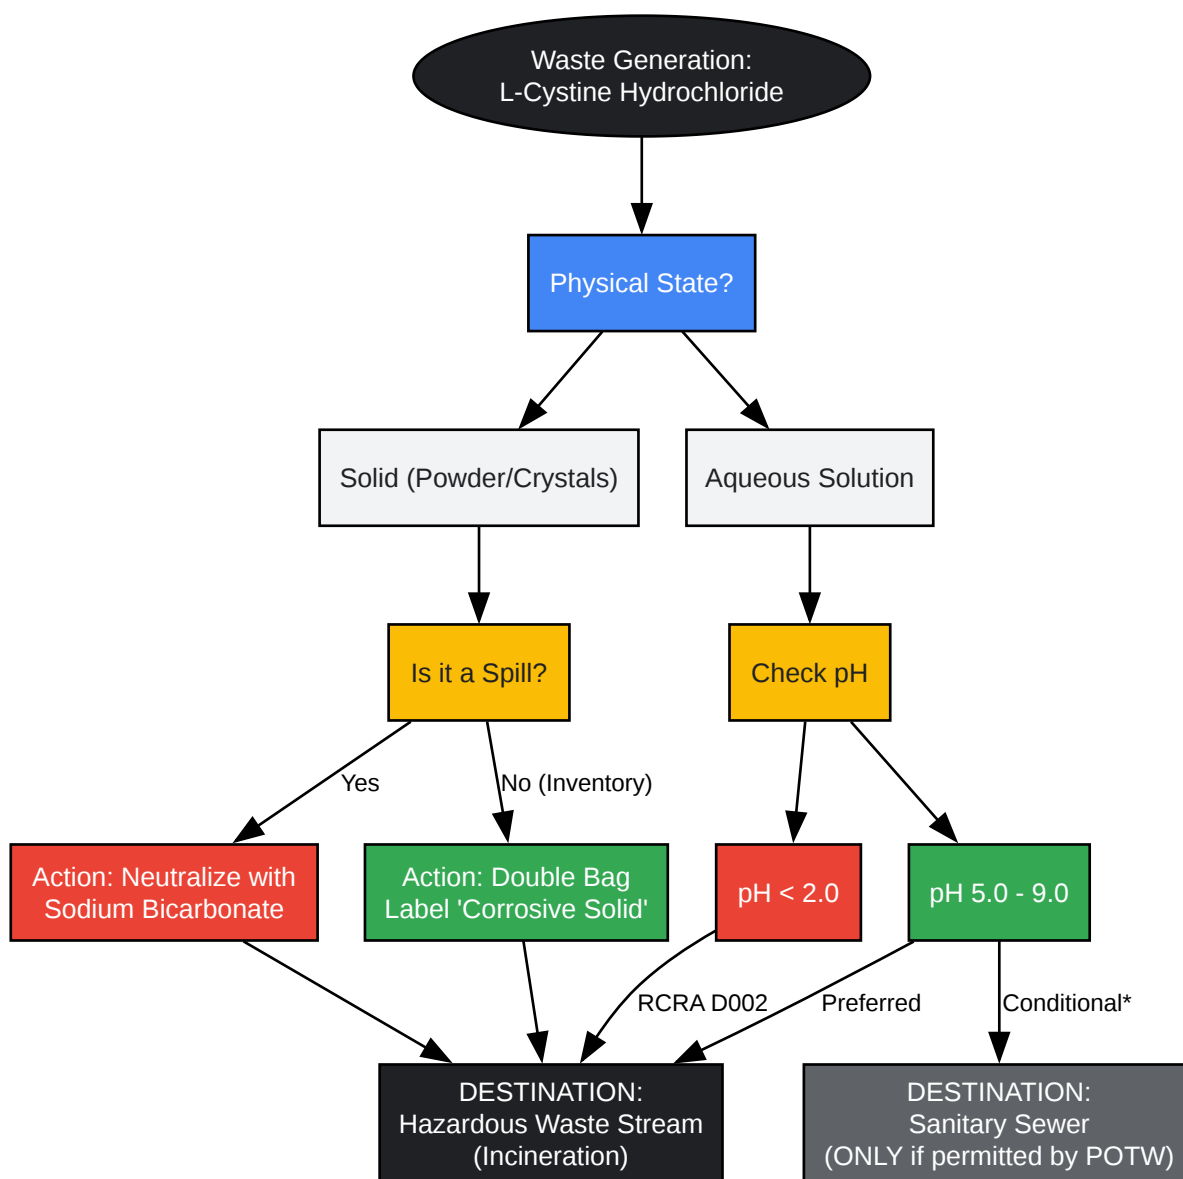 Waste Generation:
L-Cystine Hydrochloride
Physical State?
Solid (Powder/Crystals)
Aqueous Solution
Is it a Spill?
Check pH
Yes
No (Inventory)
Action: Neutralize with
Sodium Bicarbonate
Action: Double Bag
Label 'Corrosive Solid'
pH < 2.0
pH 5.0 - 9.0
RCRA D002
Preferred
Conditional*
DESTINATION:
Hazardous Waste Stream
(Incineration)
DESTINATION:
Sanitary Sewer
(ONLY if permitted by POTW)